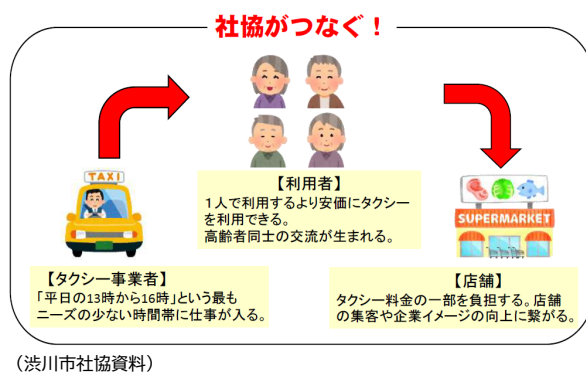 社協がつなぐ！
【利用者】
１人で利用するより安価にタクシー
を利用できる。
高齢者同士の交流が生まれる。
TAXI
SUPERMARKET
【タクシー事業者】
「平日の13時から16時」という最も
ニーズの少ない時間帯に仕事が入る。
【店舗】
タクシー料金の一部を負担する。店舗
の集客や企業イメージの向上に繋がる。
（渋川市社協資料）